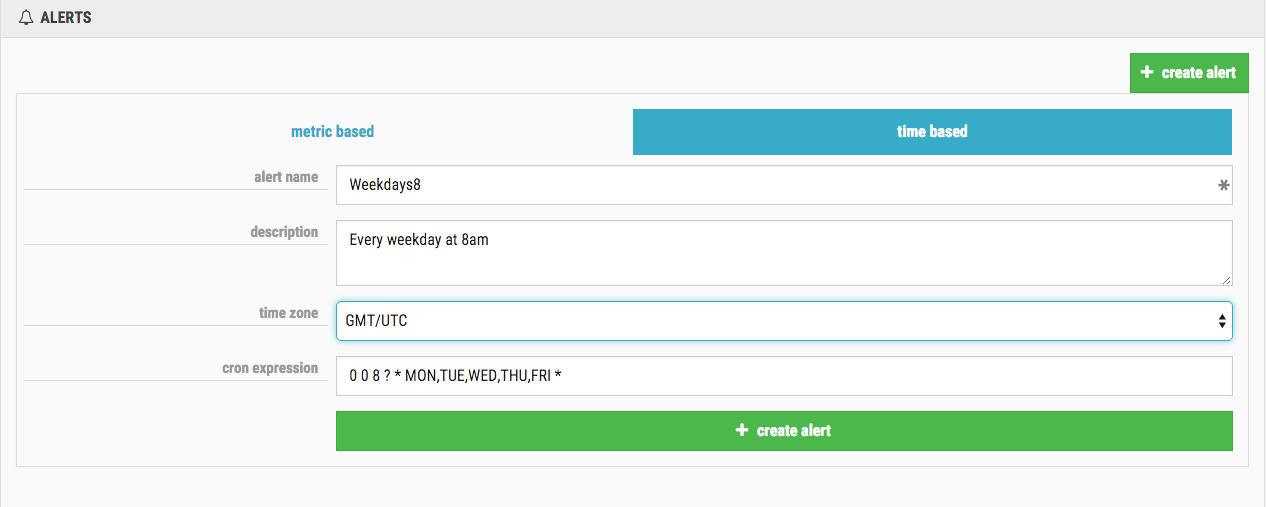 ALERTS
+ create alert
metric based
time based
alert name
Weekdays8
*
description
Every weekday at 8am
time zone
GMT/UTC
cron expression
0 0 8 ? * MON,TUE,WED,THU,FRI *
+ create alert